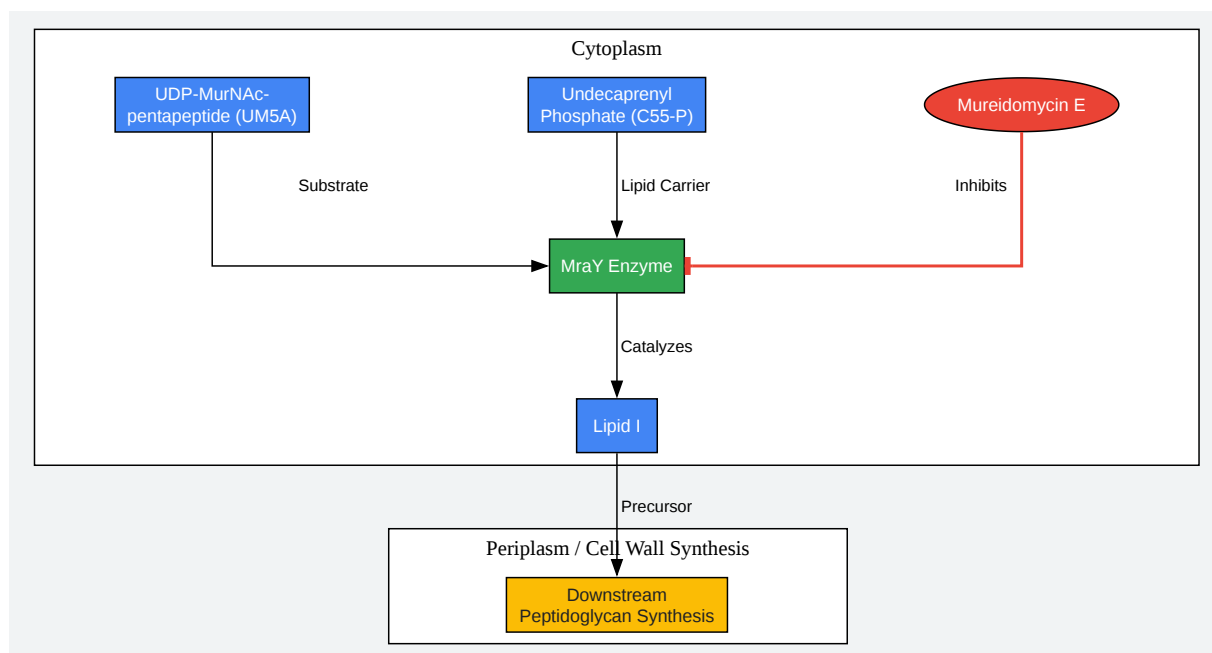 Cytoplasm
UDP-MurNAc-
pentapeptide (UM5A)
Undecaprenyl
Phosphate (C55-P)
Mureidomycin E
Substrate
Lipid Carrier
Inhibits
MraY Enzyme
Catalyzes
Lipid I
Precursor
Periplasm / Cell Wall Synthesis
Downstream
Peptidoglycan Synthesis